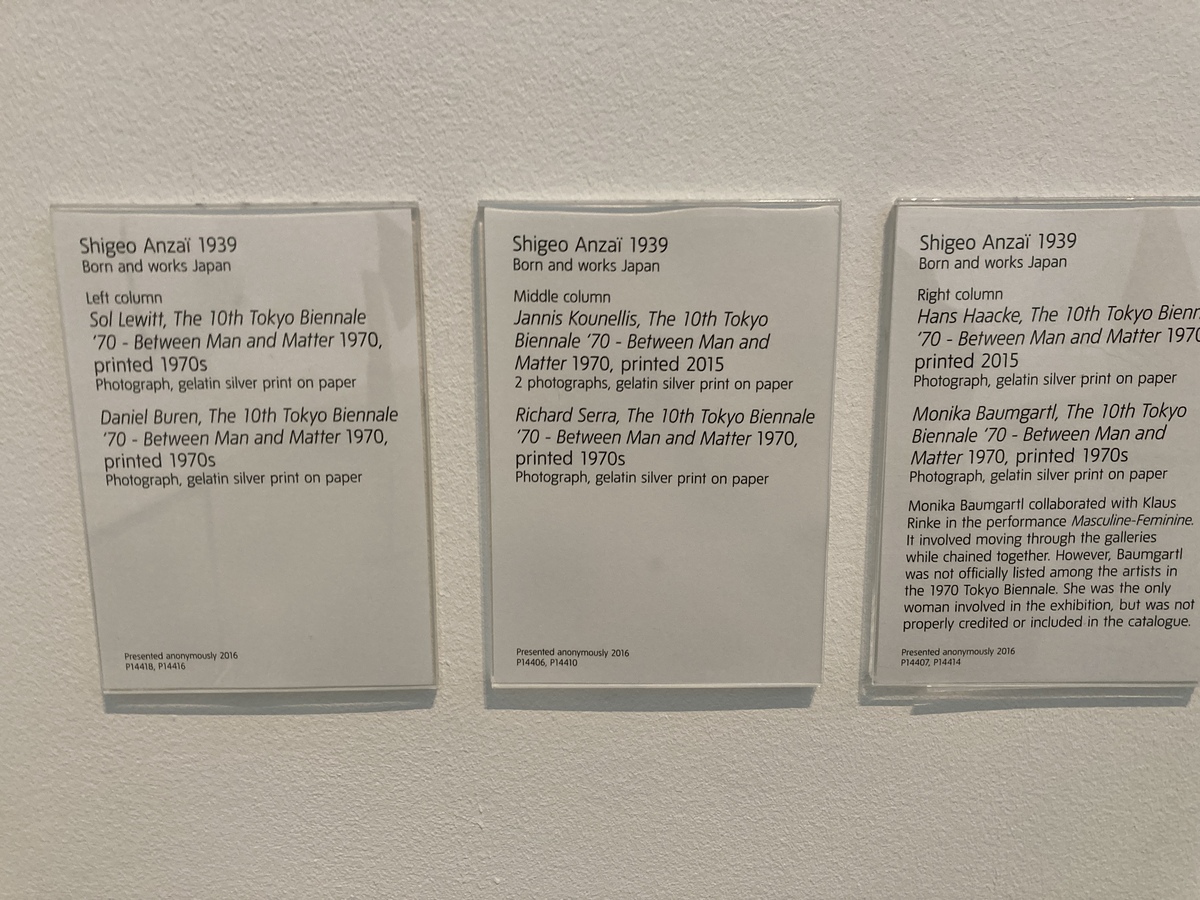 Shigeo Anzaï 1939
Born and works Japan
Left column
Sol Lewitt, The 10th Tokyo Biennale
'70 - Between Man and Matter 1970,
printed 1970s
Photograph, gelatin silver print on paper
Daniel Buren, The 10th Tokyo Biennale
'70 - Between Man and Matter 1970,
printed 1970s
Photograph, gelatin silver print on paper
Presented anonymously 2016
P14418, P14416
Shigeo Anzaï 1939
Born and works Japan
Middle column
Jannis Kounellis, The 10th Tokyo
Biennale '70 - Between Man and
Matter 1970, printed 2015
2 photographs, gelatin silver print on paper
Richard Serra, The 10th Tokyo Biennale
'70 - Between Man and Matter 1970,
printed 1970s
Photograph, gelatin silver print on paper
Presented anonymously 2016
P14406, P14410
Shigeo Anzaï 1939
Born and works Japan
Right column
Hans Haacke, The 10th Tokyo Bienn
'70 - Between Man and Matter 1970
printed 2015
Photograph, gelatin silver print on paper
Monika Baumgartl, The 10th Tokyo
Biennale '70 - Between Man and
Matter 1970, printed 1970s
Photograph, gelatin silver print on paper
Monika Baumgartl collaborated with Klaus
Rinke in the performance Masculine-Feminine.
It involved moving through the galleries
while chained together. However, Baumgartl
was not officially listed among the artists in
the 1970 Tokyo Biennale. She was the only
woman involved in the exhibition, but was not
properly credited or included in the catalogue.
Presented anonymously 2016
P14407, P14414